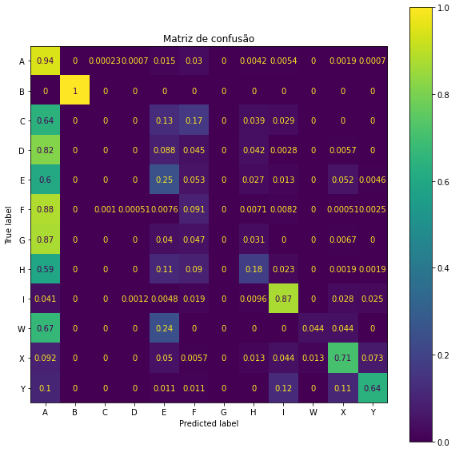 Matriz de confusão
1.0
A 0.94 0 0.00023 0.0007 0.015 0.03 0 0.0042 0.0054 0 0.0019 0.0007
B 0 1 0 0 0 0 0 0 0 0 0 0
0.8
C 0.64 0 0 0 0.13 0.17 0 0.039 0.029 0 0 0
D 0.82 0 0 0 0.088 0.045 0 0.042 0.0028 0 0.0057 0
E 0.6 0 0 0 0.25 0.053 0 0.027 0.013 0 0.052 0.0046
0.6
F 0.88 0 0.001 0.00051 0.0076 0.091 0 0.0071 0.0082 0 0.00051 0.0025
True label
G 0.87 0 0 0 0.04 0.047 0 0.031 0 0 0.0067 0
0.4
H 0.59 0 0 0 0.11 0.09 0 0.18 0.023 0 0.0019 0.0019
I 0.041 0 0 0.0012 0.0048 0.019 0 0.0096 0.87 0 0.028 0.025
W 0.67 0 0 0 0.24 0 0 0 0 0.044 0.044 0
0.2
X 0.092 0 0 0 0.05 0.0057 0 0.013 0.044 0.013 0.71 0.073
Y 0.1 0 0 0 0.011 0.011 0 0 0.12 0 0.11 0.64
A B C D E F G H I W X Y
Predicted label
0.0